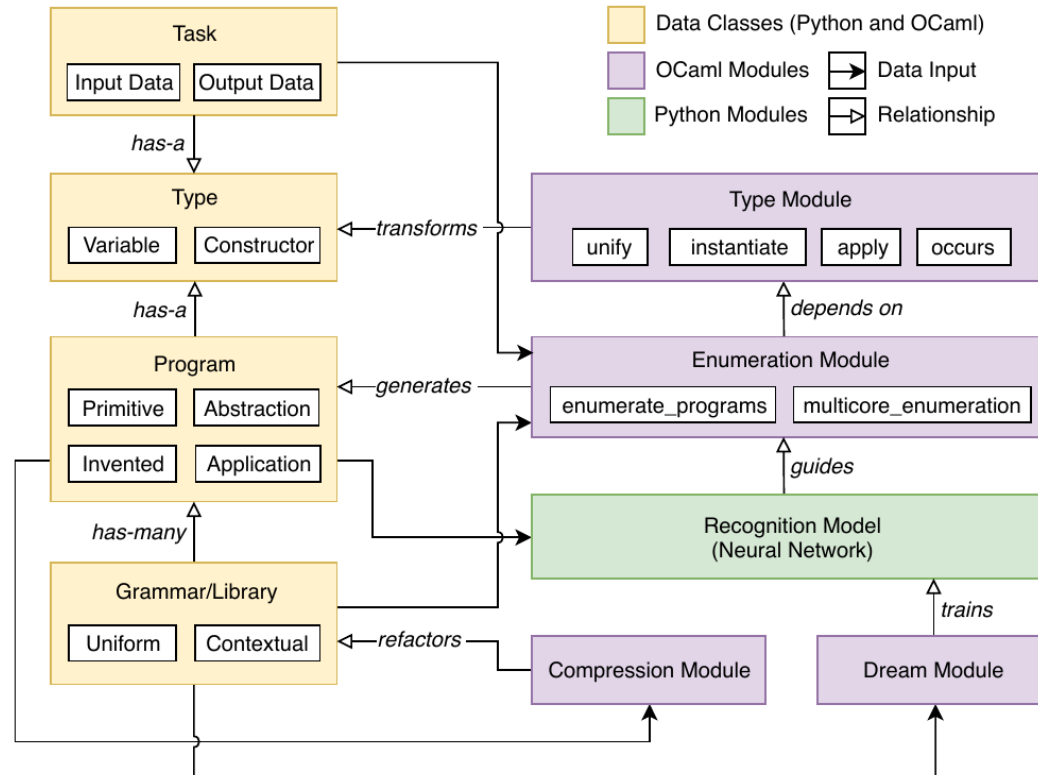 Task
Input Data
Output Data
has-a
Type
Variable
Constructor
has-a
Program
Primitive
Abstraction
Invented
Application
has-many
Grammar/Library
Uniform
Contextual
Data Classes (Python and OCaml)
OCaml Modules
Data Input
Python Modules
Relationship
transforms
Type Module
unify
instantiate
apply
occurs
depends on
generates
Enumeration Module
enumerate_programs
multicore_enumeration
guides
Recognition Model
(Neural Network)
trains
refactors
Compression Module
Dream Module